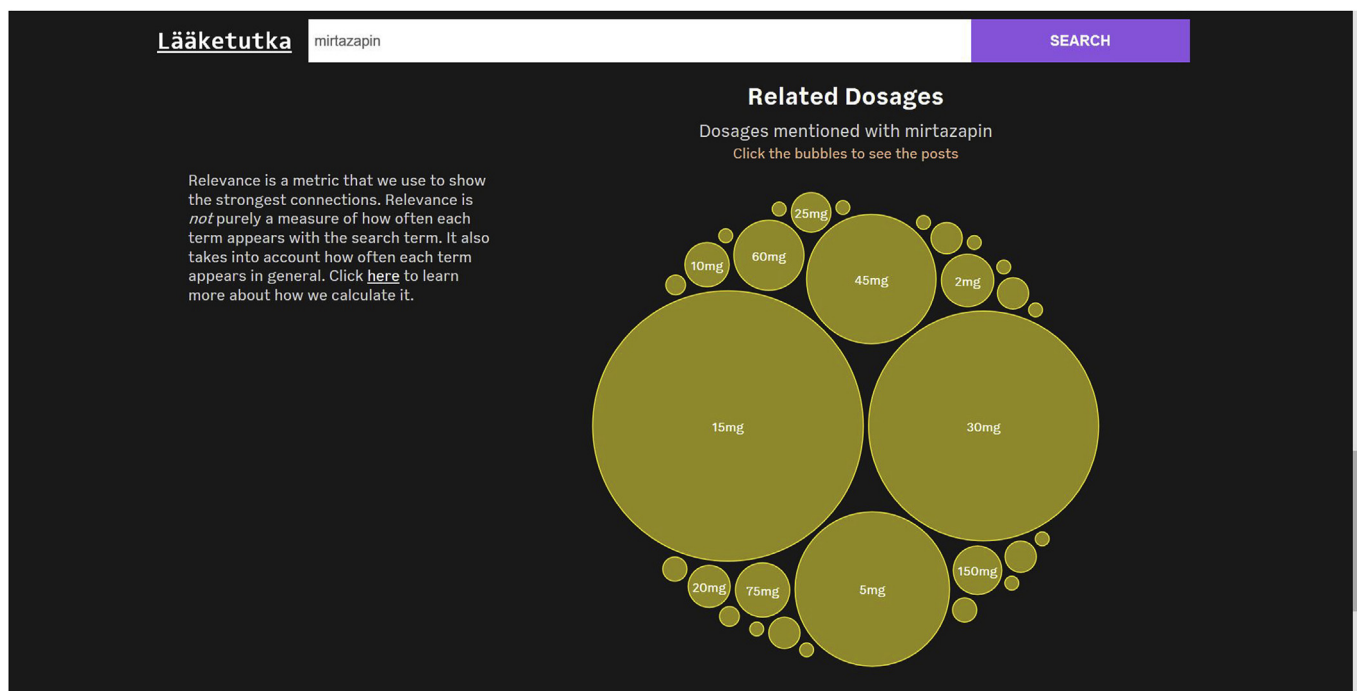 Lääketutka
mirtazapin
SEARCH
Related Dosages
Dosages mentioned with mirtazapin
Click the bubbles to see the posts
Relevance is a metric that we use to show
the strongest connections. Relevance is
not purely a measure of how often each
term appears with the search term. It also
takes into account how often each term
appears in general. Click here to learn
more about how we calculate it.
25mg
60mg
10mg
45mg
2mg
15mg
30mg
150mg
20mg
75mg
5mg